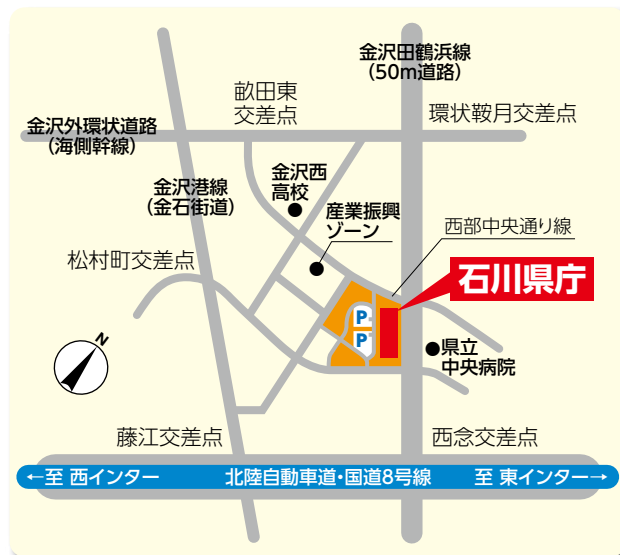 金沢田鶴浜線
（50m道路）
畝田東
交差点
環状鞍月交差点
金沢外環状道路
（海側幹線）
金沢西
高校
金沢港線
（金石街道）
産業振興
ゾーン
西部中央通り線
松村町交差点
石川県庁
P
P
県立
中央病院
N
藤江交差点
西念交差点
←至 西インター
北陸自動車道・国道8号線
至 東インター→